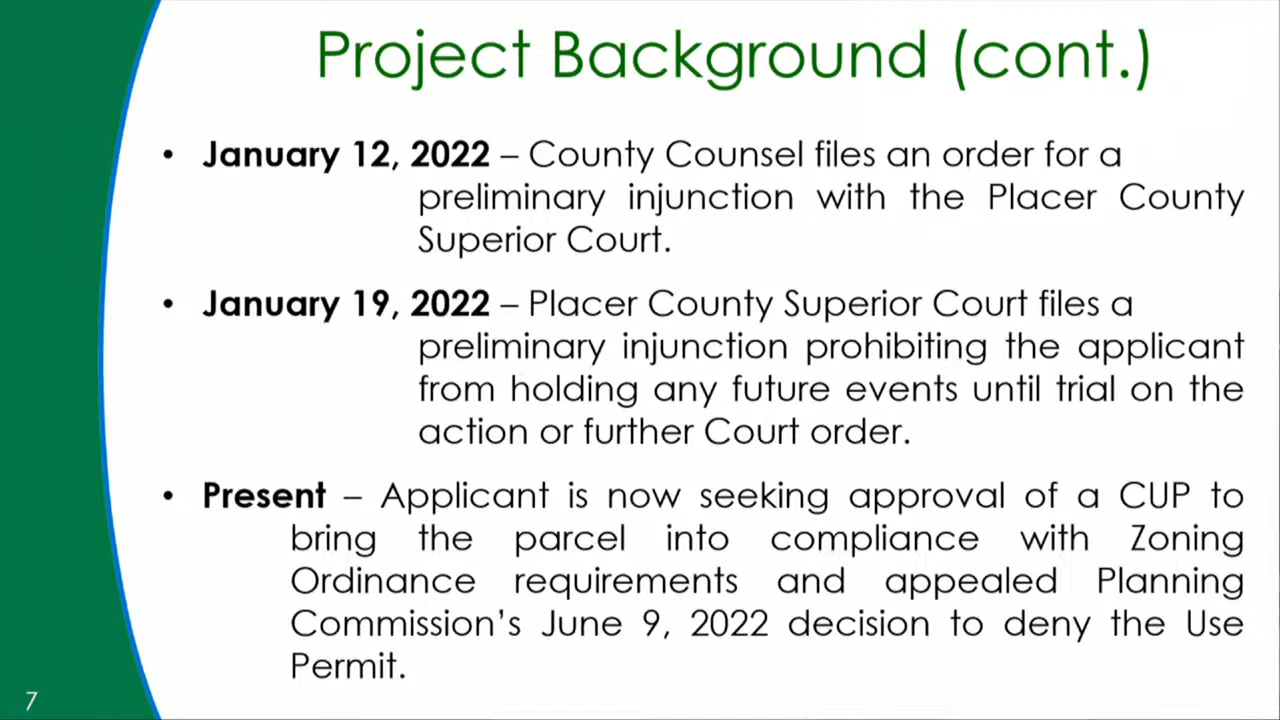 Project Background (cont.)
• January 12, 2022 – County Counsel files an order for a
preliminary injunction with the Placer County
Superior Court.
• January 19, 2022 – Placer County Superior Court files a
preliminary injunction prohibiting the applicant
from holding any future events until trial on the
action or further Court order.
• Present – Applicant is now seeking approval of a CUP to
bring the parcel into compliance with Zoning
Ordinance requirements and appealed Planning
Commission's June 9, 2022 decision to deny the Use
Permit.
7